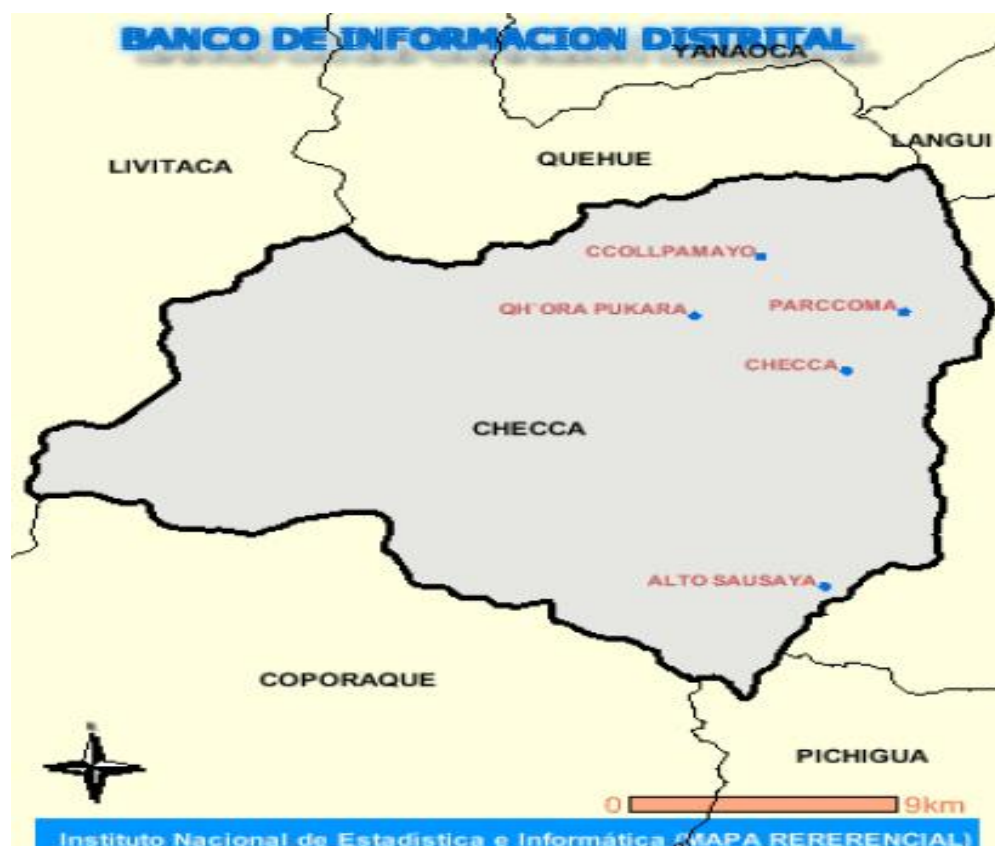 BANCO DE INFORMACION DISTRITAL
YANAOCA
LANGUI
LIVITACA
QUEHUE
CCOLLPAMAYO
QH`ORA PUKARA
PARCCOMA
CHECCA
CHECCA
ALTO SAUSAYA
COPORAQUE
PICHIGUA
0 9km
Instituto Nacional de Estadística e Informática (MAPA RERERENCIAL)